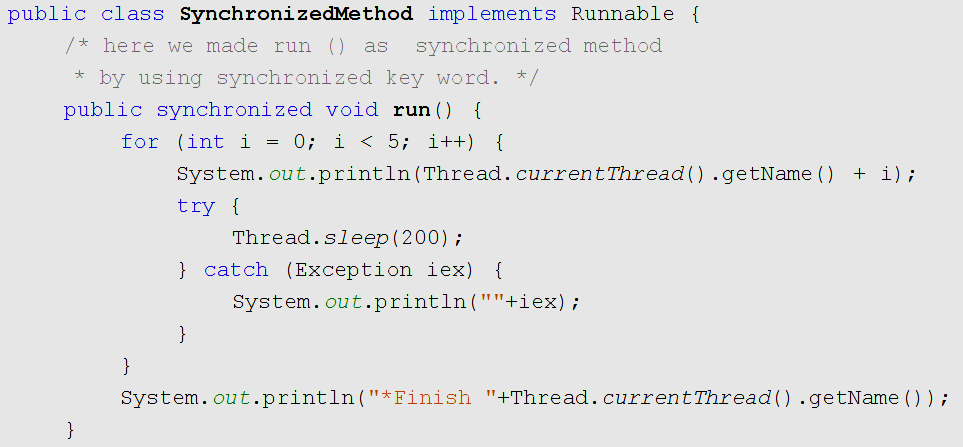 public class SynchronizedMethod implements Runnable {
/* here we made run () as  synchronized method
* by using synchronized key word. */
public synchronized void run() {
for (int i = 0; i < 5; i++) {
System.out.println(Thread.currentThread().getName() + i);
try {
Thread.sleep(200);
} catch (Exception iex) {
System.out.println(""+iex);
}
}
System.out.println("*Finish "+Thread.currentThread().getName());
}